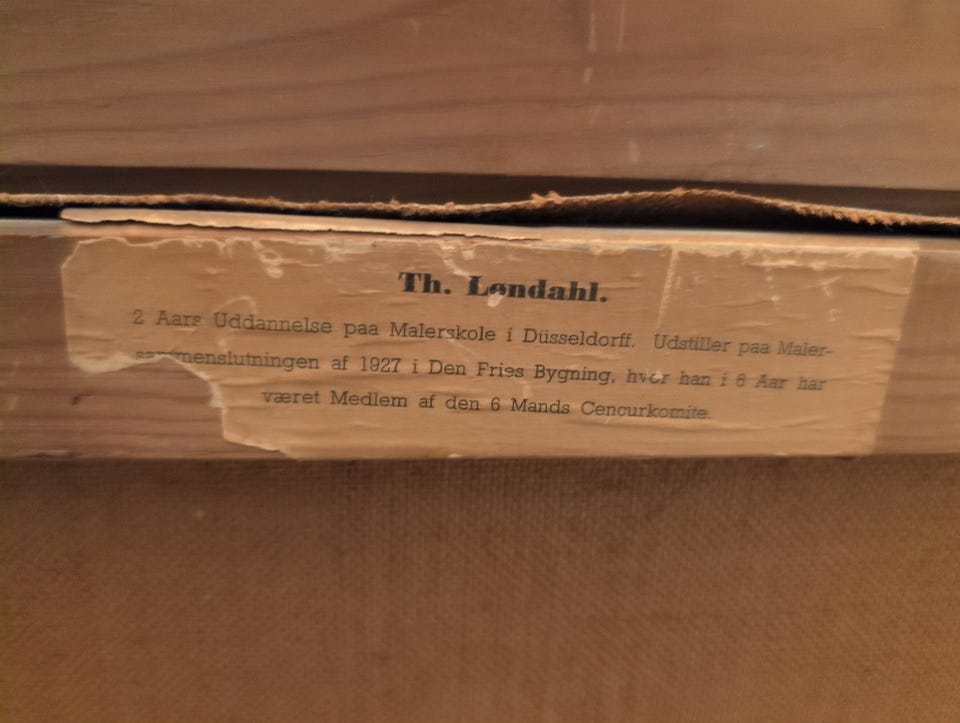 Th. Løndahl.
2 Aars Uddannelse paa Malerskole i Düsseldorff. Udstiller paa Maler-
sammenslutningen af 1927 i Den Fries Bygning, hvor han i 6 Aar har
været Medlem af den 6 Mands Cencurkomite.